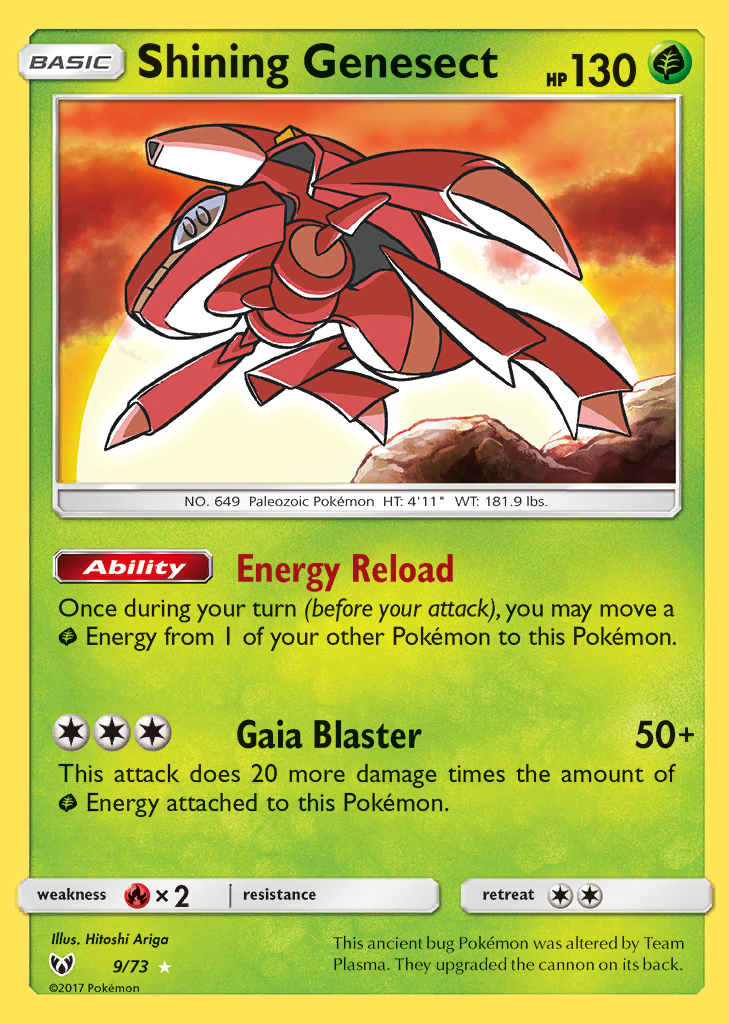 BASIC Shining Genesect HP 130
NO. 649 Paleozoic Pokémon HT: 4'11" WT: 181.9 lbs.
Ability Energy Reload
Once during your turn (before your attack), you may move a
Energy from 1 of your other Pokémon to this Pokémon.
Gaia Blaster 50+
This attack does 20 more damage times the amount of
Energy attached to this Pokémon.
weakness × 2 resistance retreat
Illus. Hitoshi Ariga
9/73
©2017 Pokémon
This ancient bug Pokémon was altered by Team
Plasma. They upgraded the cannon on its back.